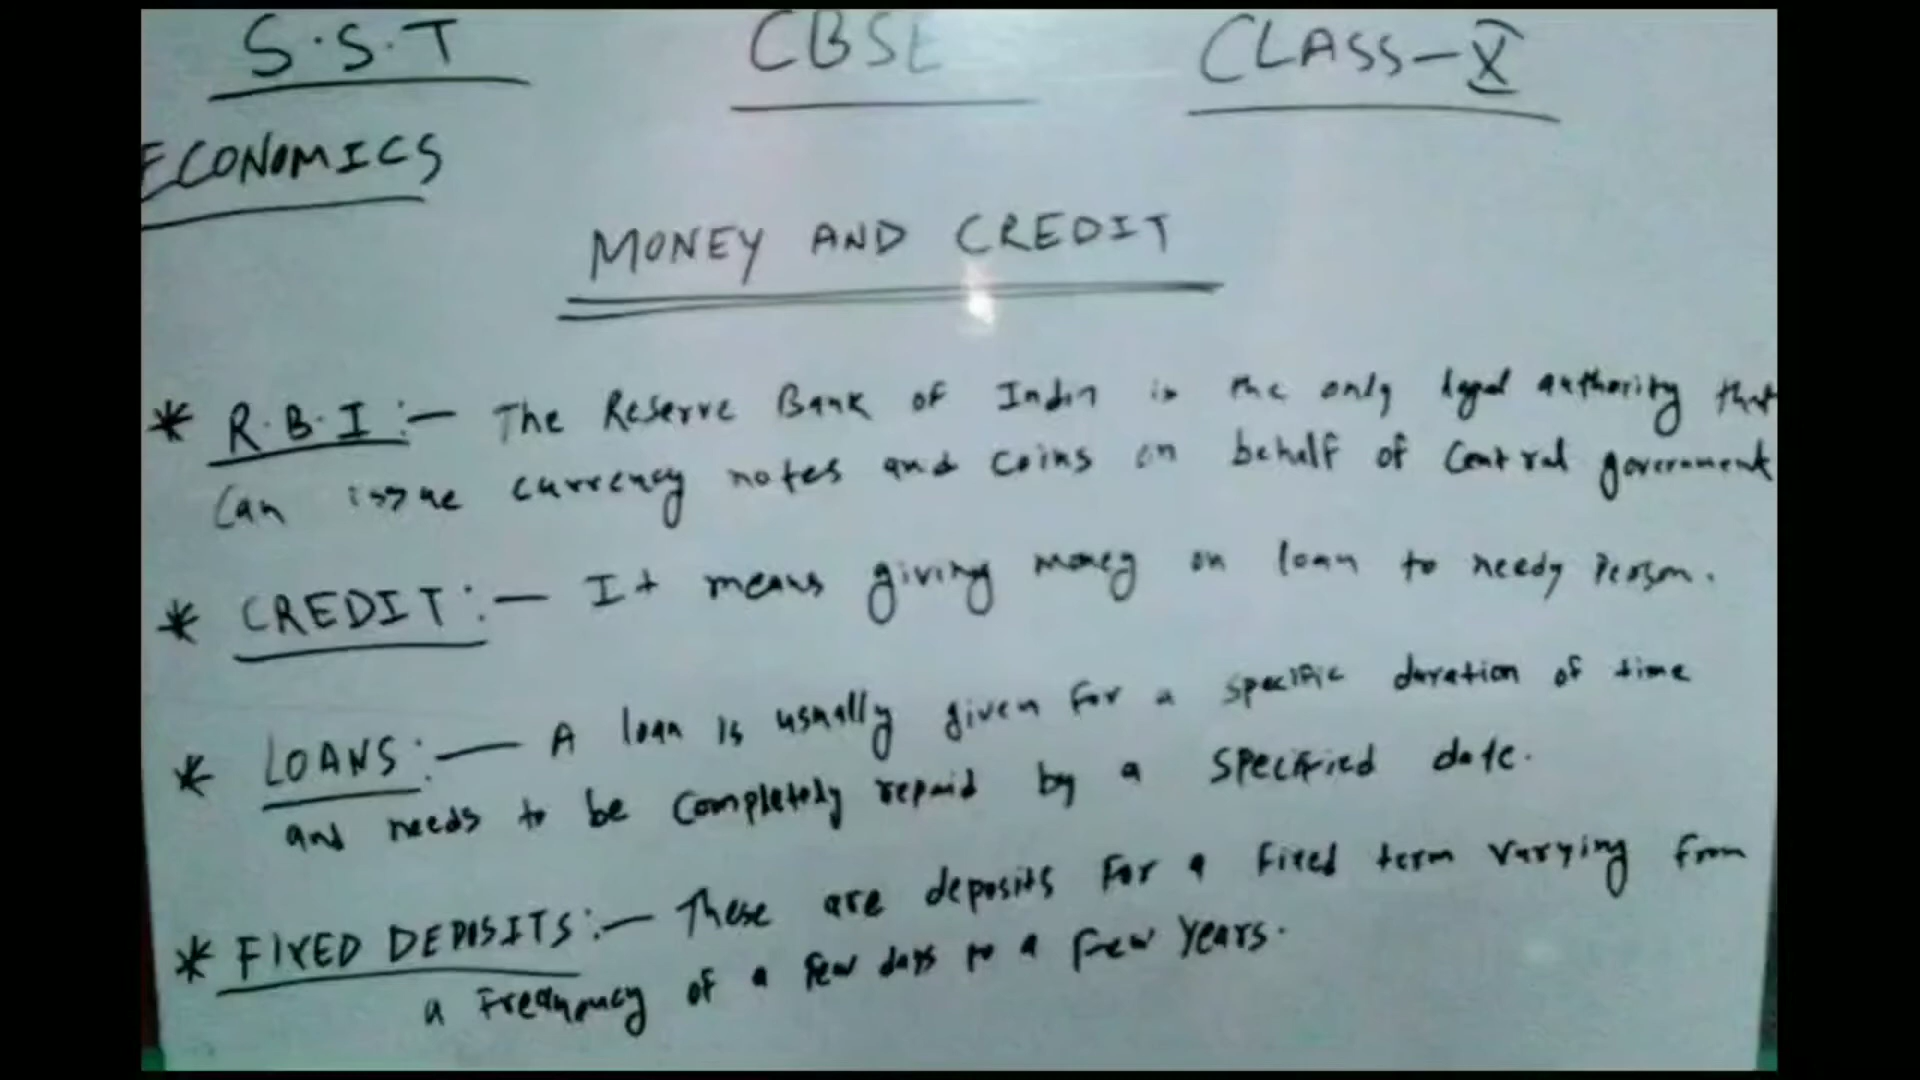 S.S.T CBSE CLASS-X
ECONOMICS
MONEY AND CREDIT
* R.B.I :- The Reserve Bank of India is the only legal authority that
can issue currency notes and coins on behalf of Central government
* CREDIT :- It means giving money on loan to needy person.
* LOANS :- A loan is usually given for a specific duration of time
and needs to be completely repaid by a specified date.
* FIXED DEPOSITS :- These are deposits for a fixed term varying from
a frequency of a few days to a few years.